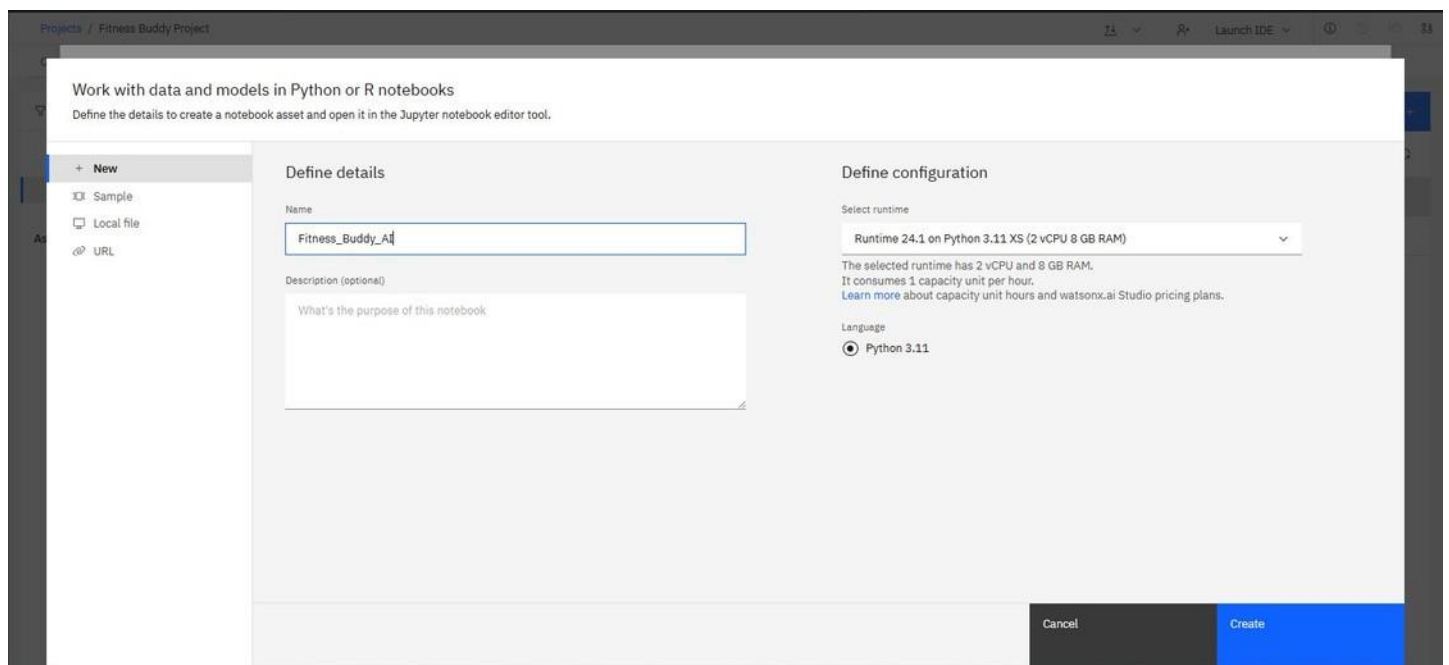 Projects / Fitness Buddy Project
Launch IDE
Work with data and models in Python or R notebooks
Define the details to create a notebook asset and open it in the Jupyter notebook editor tool.
+ New
Sample
Local file
URL
Define details
Name
Fitness_Buddy_AI
Description (optional)
What's the purpose of this notebook
Define configuration
Select runtime
Runtime 24.1 on Python 3.11 XS (2 vCPU 8 GB RAM)
The selected runtime has 2 vCPU and 8 GB RAM.
It consumes 1 capacity unit per hour.
Learn more about capacity unit hours and watsonx.ai Studio pricing plans.
Language
Python 3.11
Cancel
Create